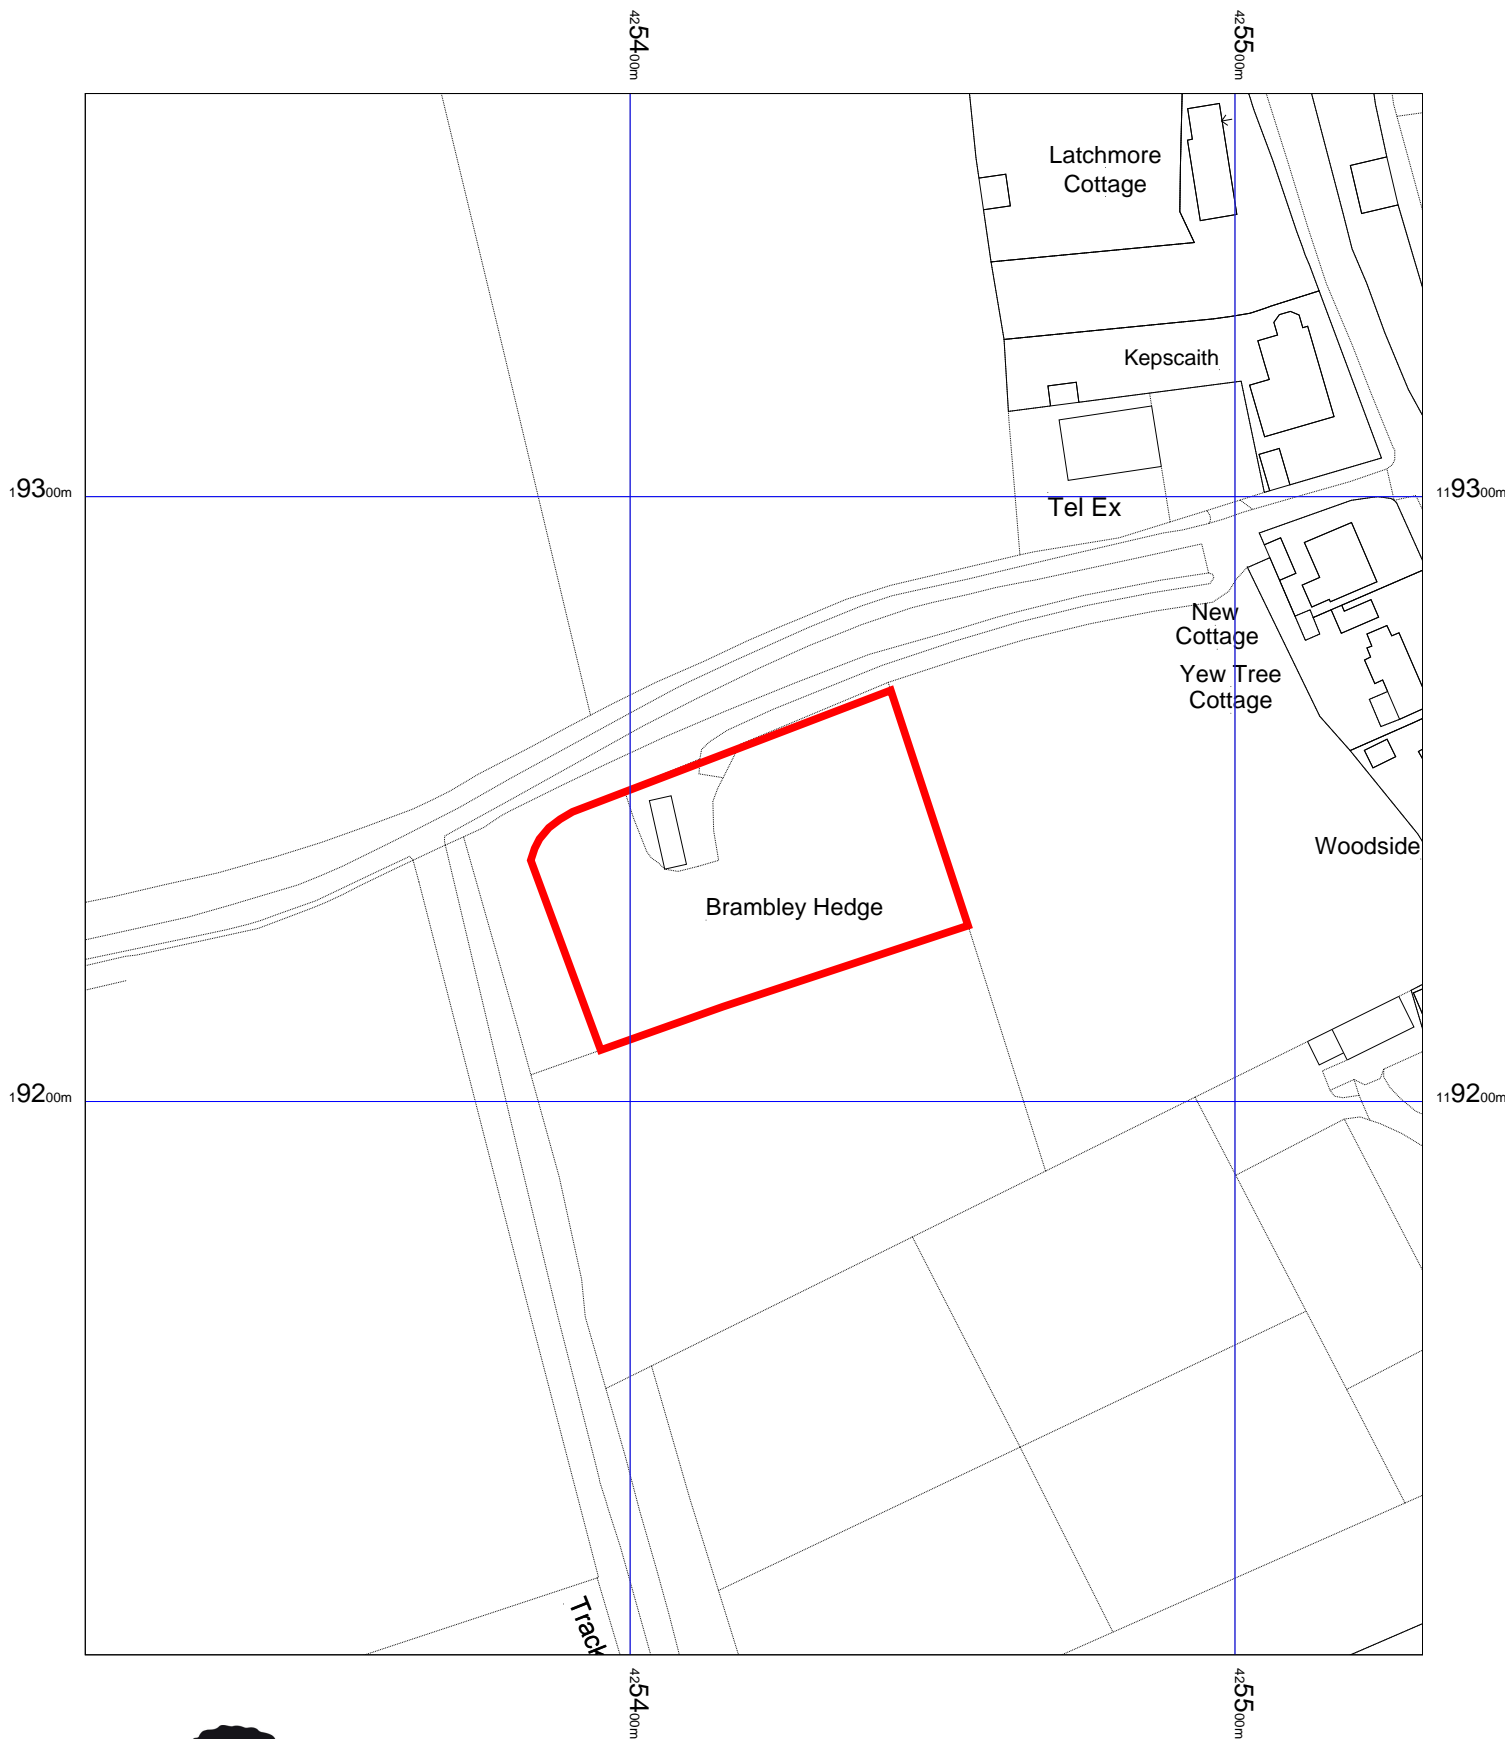 425400m
425500m
Latchmore
Cottage
Kepscaith
19300m
Tel Ex
119300m
New
Cottage
Yew Tree
Cottage
Woodside
Brambley Hedge
19200m
119200m
Track
425400m
425500m